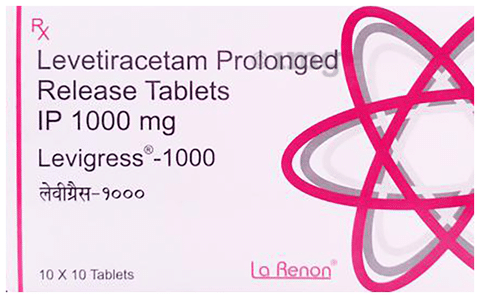 Rx
Levetiracetam Prolonged
Release Tablets
IP 1000 mg
Levigress®-1000
लेवीग्रैस-१०००
10 X 10 Tablets
La Renon®